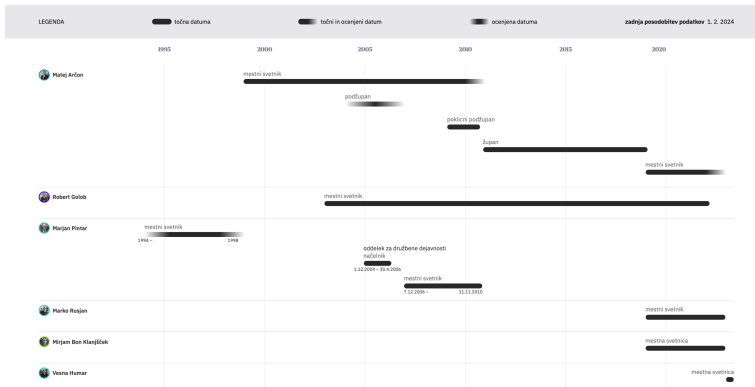 LEGENDA
točna datuma
točni in ocenjeni datum
ocenjena datuma
zadnja posodobitev podatkov 1. 2. 2024
1995 2000 2005 2010 2015 2020
Matej Arčon
mestni svetnik
podžupan
poklicni podžupan
župan
mestni svetnik
Robert Golob
mestni svetnik
Marjan Pintar
mestni svetnik
1994 – 1998
oddelek za družbene dejavnosti
načelnik
1.12.2004 – 30.4.2006
mestni svetnik
7.12.2006 – 11.11.2010
Marko Rusjan
mestni svetnik
Mirjam Bon Klanjšček
mestna svetnica
Vesna Humar
mestna svetnica